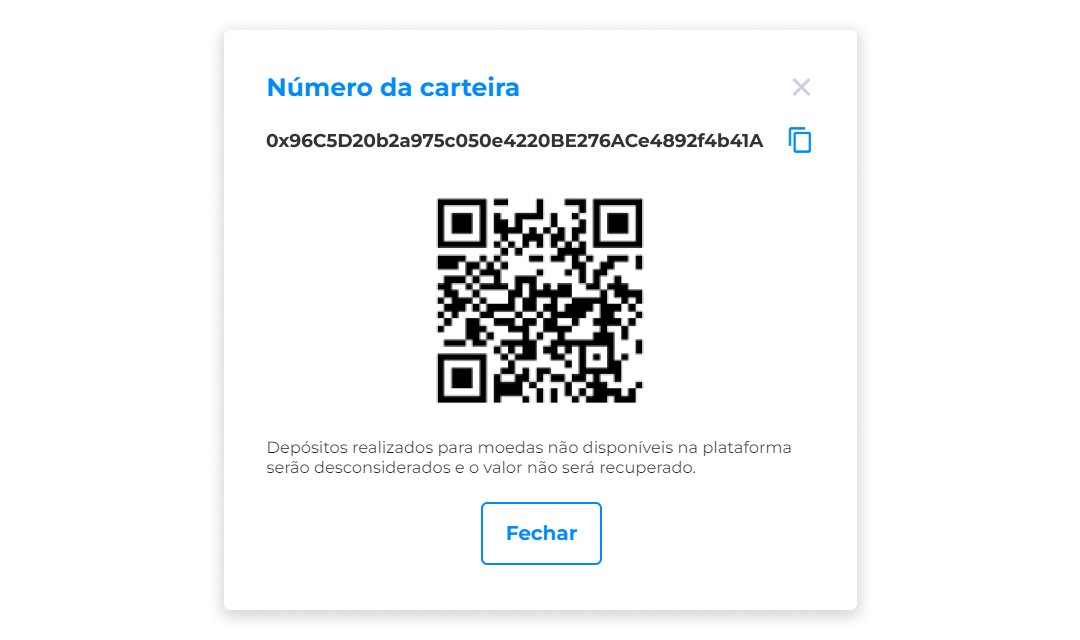 Número da carteira
0x96C5D20b2a975c050e4220BE276ACe4892f4b41A
Depósitos realizados para moedas não disponíveis na plataforma
serão desconsiderados e o valor não será recuperado.
Fechar